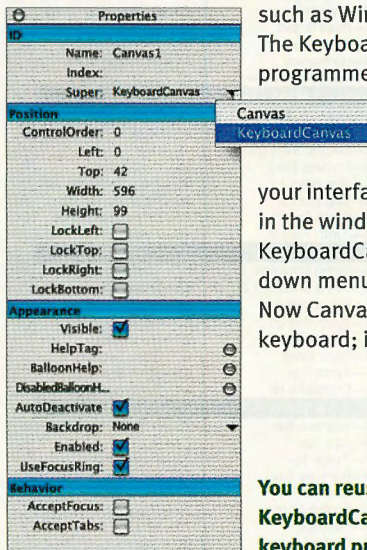 Properties
ID
Name: Canvas1
Index:
Super: KeyboardCanvas
Canvas
KeyboardCanvas
Position
ControlOrder: 0
Left: 0
Top: 42
Width: 596
Height: 99
LockLeft:
LockTop:
LockRight:
LockBottom:
Appearance
Visible:
HelpTag:
BalloonHelp:
DisabledBalloonH...
AutoDeactivate
Backdrop: None
Enabled:
UseFocusRing:
Behavior
AcceptFocus:
AcceptTabs:
such as Wi
The Keyboa
programme
your interfa
in the wind
KeyboardC
down menu
Now Canva
keyboard; i
You can reu
KeyboardCa
keyboard pr